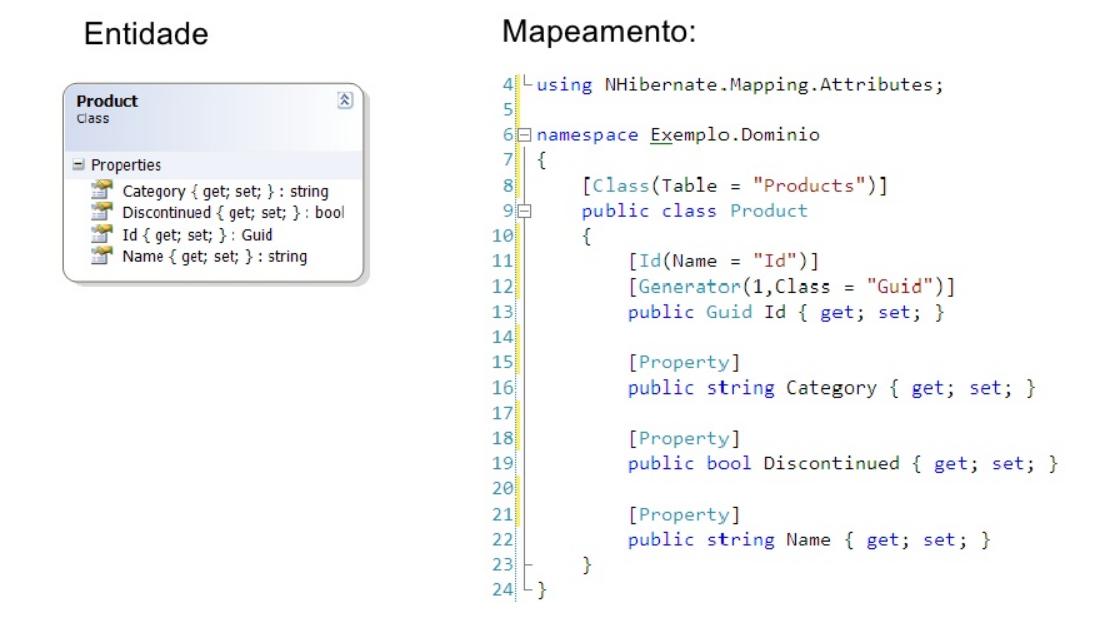 Entidade
Product
Class
Properties
Category { get; set; } : string
Discontinued { get; set; } : bool
Id { get; set; } : Guid
Name { get; set; } : string
Mapeamento:
4 using NHibernate.Mapping.Attributes;
5
6 namespace Exemplo.Dominio
7 {
8 [Class(Table = "Products")]
9 public class Product
10 {
11 [Id(Name = "Id")]
12 [Generator(1,Class = "Guid")]
13 public Guid Id { get; set; }
14
15 [Property]
16 public string Category { get; set; }
17
18 [Property]
19 public bool Discontinued { get; set; }
20
21 [Property]
22 public string Name { get; set; }
23 }
24 }